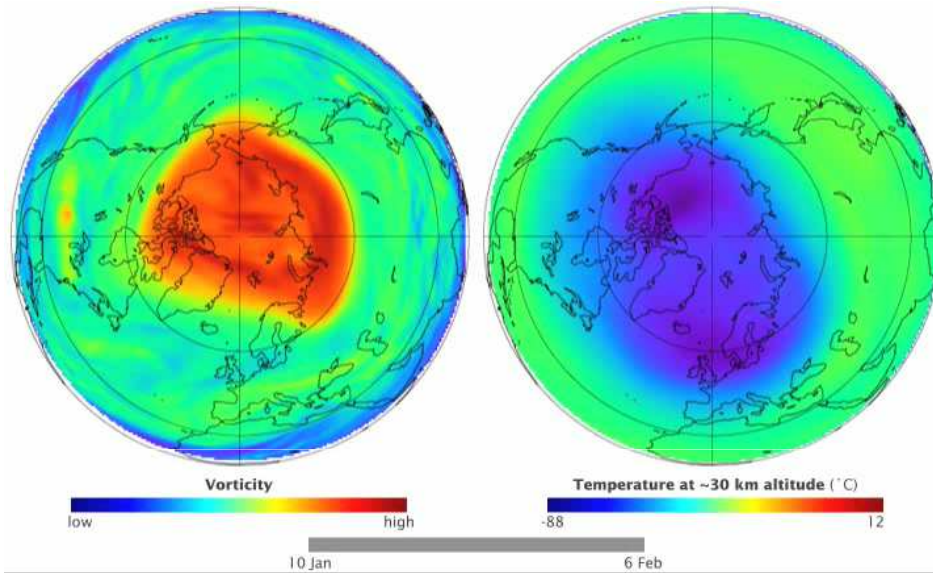 Vorticity
low high
Temperature at ~30 km altitude (˚C)
-88 12
10 Jan 6 Feb